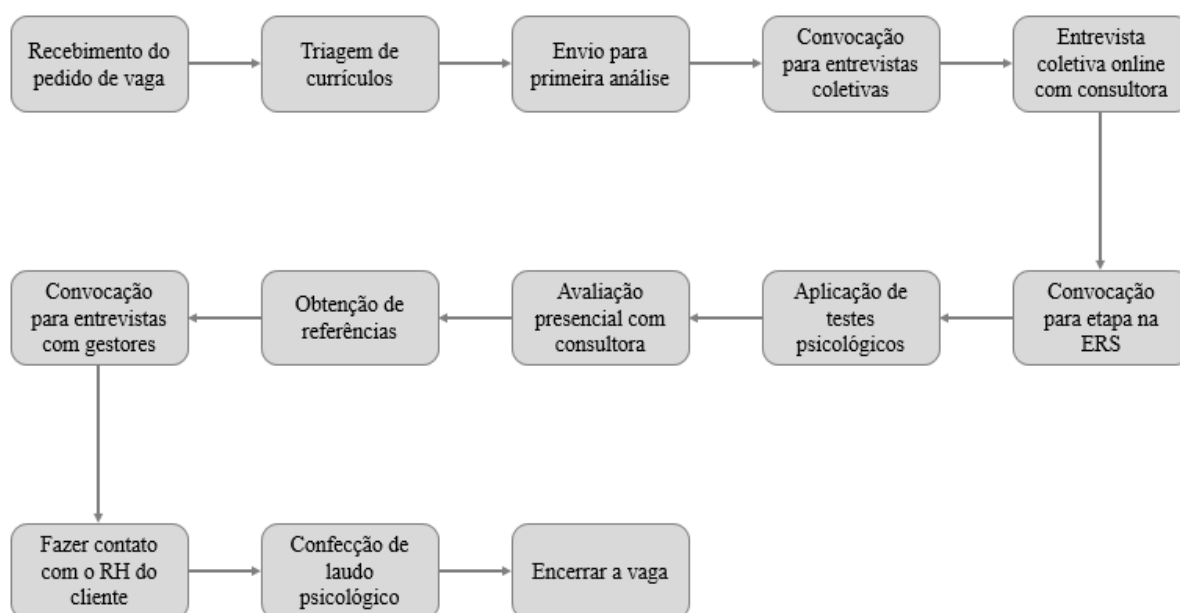 Recebimento do
pedido de vaga
Triagem de
currículos
Envio para
primeira análise
Convocação
para entrevistas
coletivas
Entrevista
coletiva online
com consultora
Convocação
para entrevistas
com gestores
Obtenção de
referências
Avaliação
presencial com
consultora
Aplicação de
testes
psicológicos
Convocação
para etapa na
ERS
Fazer contato
com o RH do
cliente
Confecção de
laudo
psicológico
Encerrar a vaga